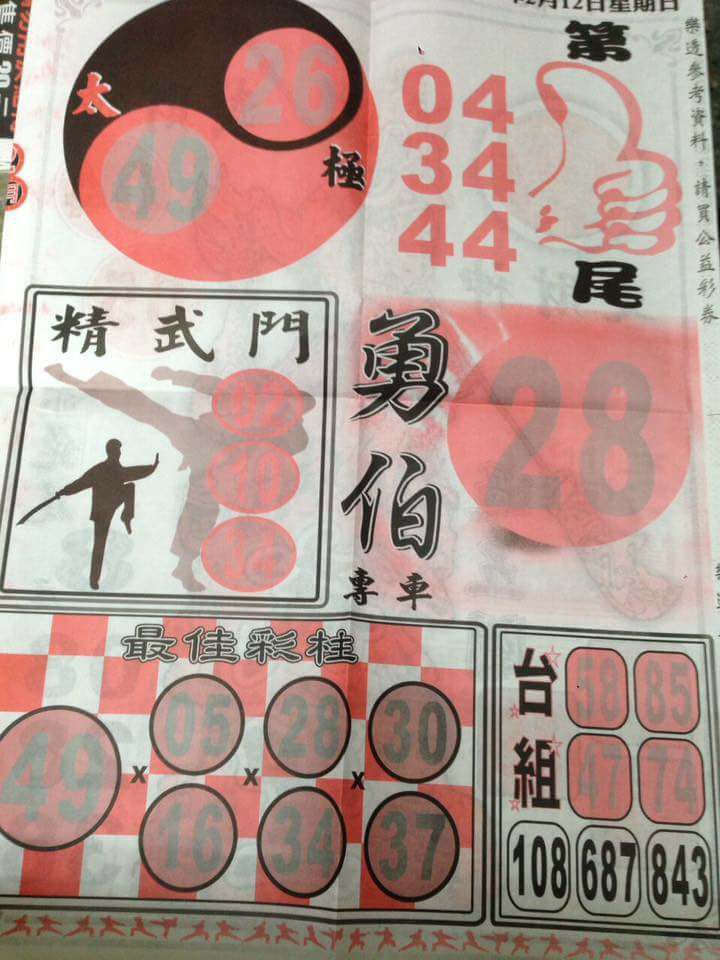 2月12日星期日
樂透參考資料,請買公益彩券
太
26
49
極
第
04
34
44
尾
精武門
02
10
勇伯
專車
28
最佳彩柱
49 x 05 x 28 x 30
16 34 37
台組
58 85
47 74
108 687 843